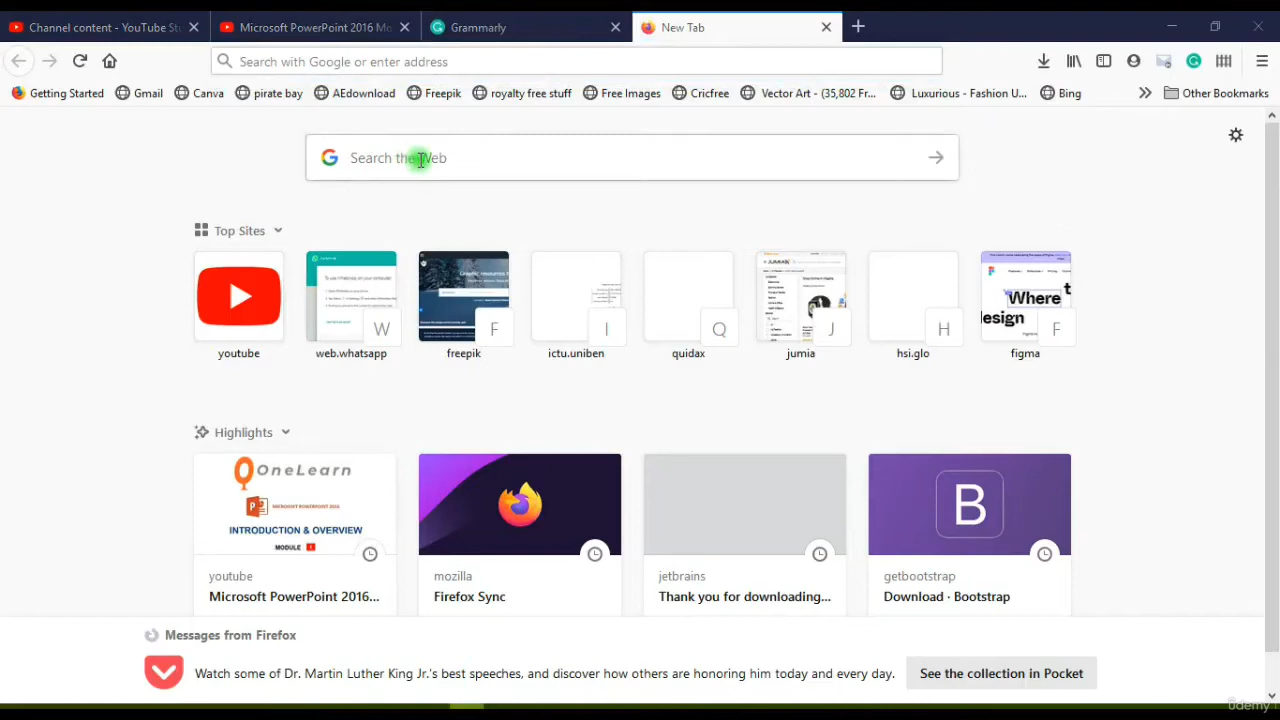 Channel content - YouTube St
Microsoft PowerPoint 2016 Mo
Grammarly
New Tab
Search with Google or enter address
Getting Started
Gmail
Canva
pirate bay
AEdownload
Freepik
royalty free stuff
Free Images
Cricfree
Vector Art - (35,802 Fr...
Luxurious - Fashion U...
Bing
Other Bookmarks
Search the Web
Top Sites
W
F
I
Q
J
H
Where
esign
F
youtube
web.whatsapp
freepik
ictu.uniben
quidax
jumia
hsi.glo
figma
Highlights
OneLearn
MICROSOFT POWERPOINT 2016
INTRODUCTION & OVERVIEW
MODULE
B
youtube
mozilla
jetbrains
getbootstrap
Microsoft PowerPoint 2016...
Firefox Sync
Thank you for downloading...
Download · Bootstrap
Messages from Firefox
Watch some of Dr. Martin Luther King Jr.'s best speeches, and discover how others are honoring him today and every day.
See the collection in Pocket
udemy